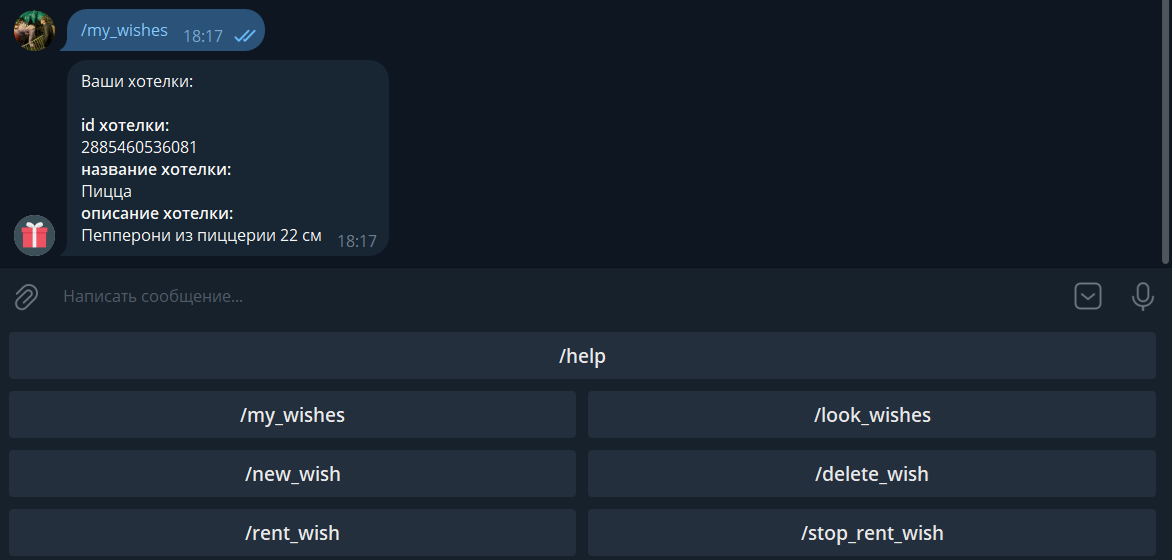 /my_wishes 18:17
Ваши хотелки:
id хотелки:
2885460536081
название хотелки:
Пицца
описание хотелки:
Пепперони из пиццерии 22 см 18:17
Написать сообщение...
/help
/my_wishes /look_wishes
/new_wish /delete_wish
/rent_wish /stop_rent_wish